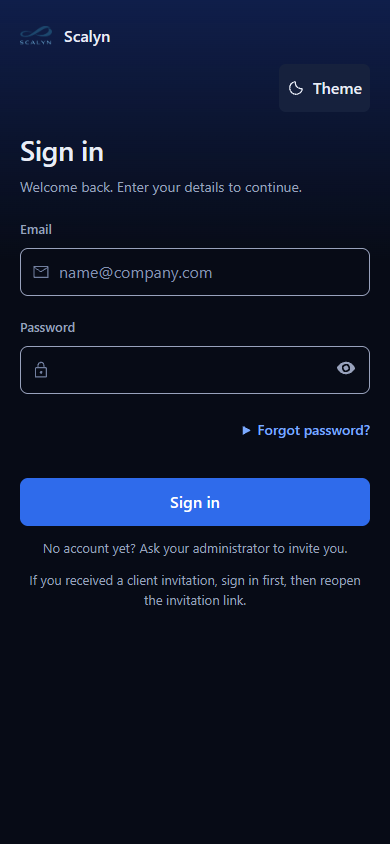 SCALYN
Scalyn
Theme
Sign in
Welcome back. Enter your details to continue.
Email
name@company.com
Password
Forgot password?
Sign in
No account yet? Ask your administrator to invite you.
If you received a client invitation, sign in first, then reopen
the invitation link.